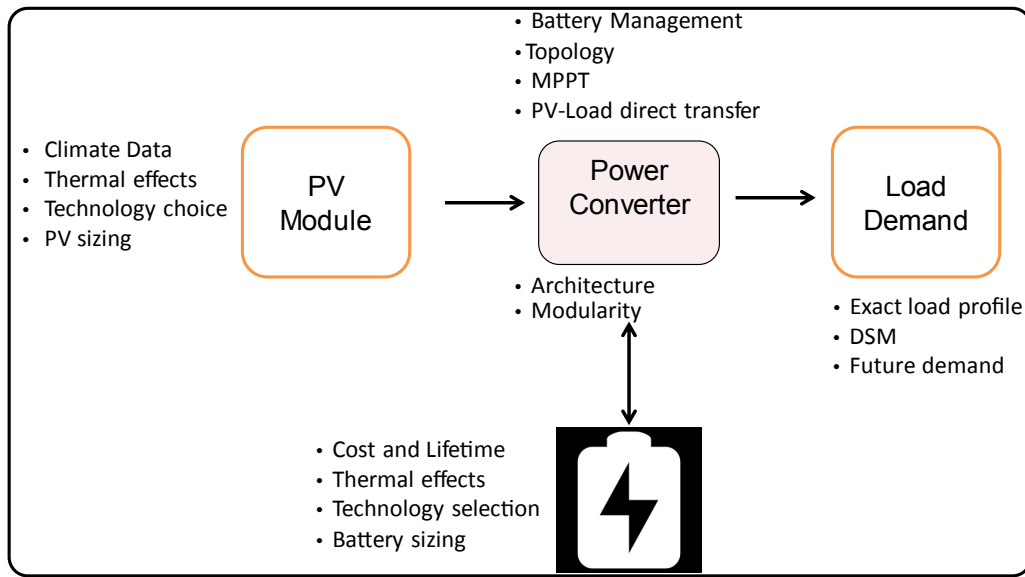 • Battery Management
• Topology
• MPPT
• PV-Load direct transfer
• Climate Data
• Thermal effects
• Technology choice
• PV sizing
PV
Module
Power
Converter
Load
Demand
• Architecture
• Modularity
• Exact load profile
• DSM
• Future demand
• Cost and Lifetime
• Thermal effects
• Technology selection
• Battery sizing